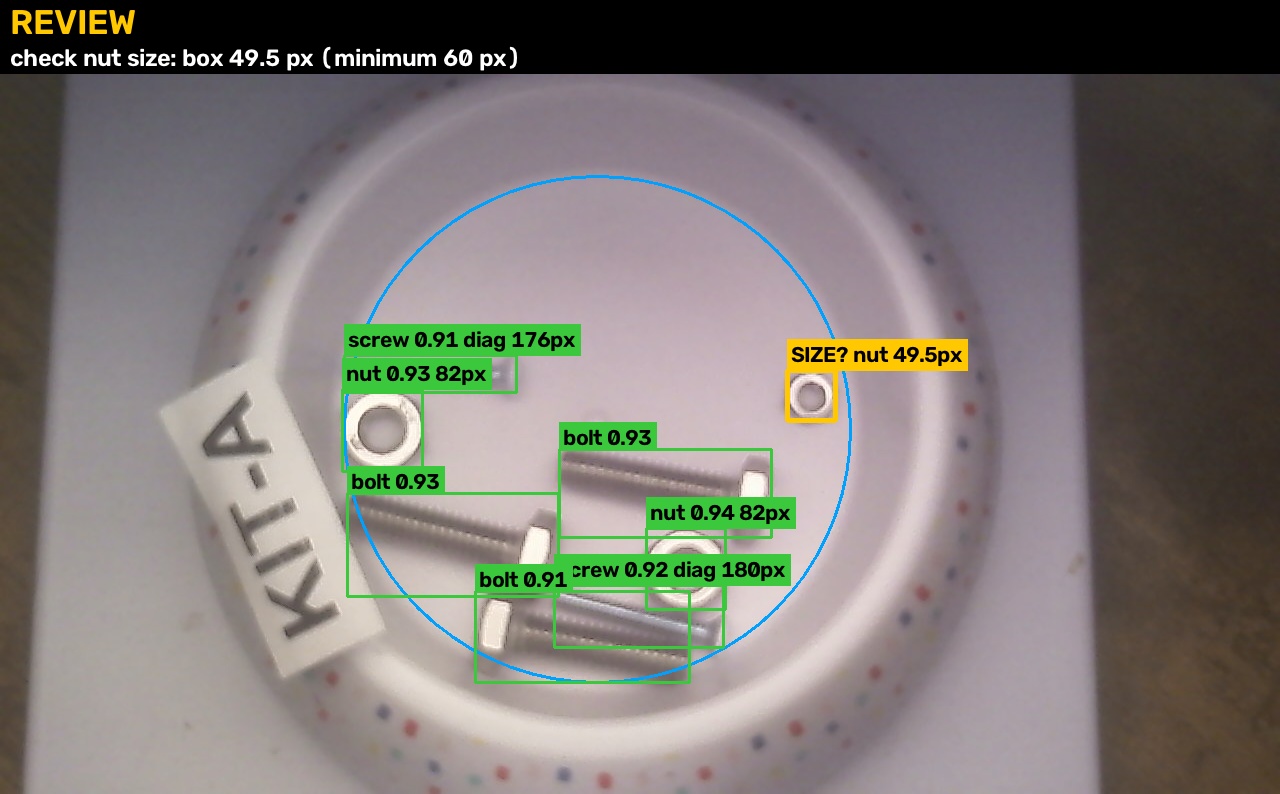 REVIEW
check nut size: box 49.5 px (minimum 60 px)
screw 0.91 diag 176px
SIZE? nut 49.5px
nut 0.93 82px
bolt 0.93
bolt 0.93
nut 0.94 82px
crew 0.92 diag 180px
bolt 0.91
KIT-A